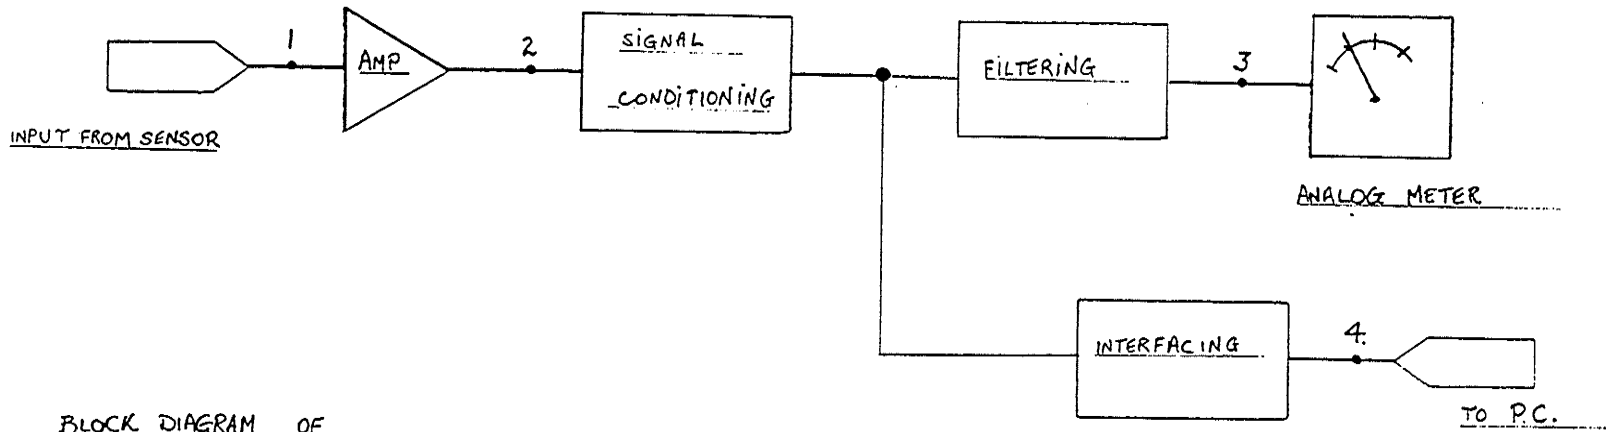 1
AMP
2
SIGNAL
CONDITIONING
FILTERING
3
INPUT FROM SENSOR
ANALOG METER
INTERFACING
4.
TO P.C.
BLOCK DIAGRAM OF